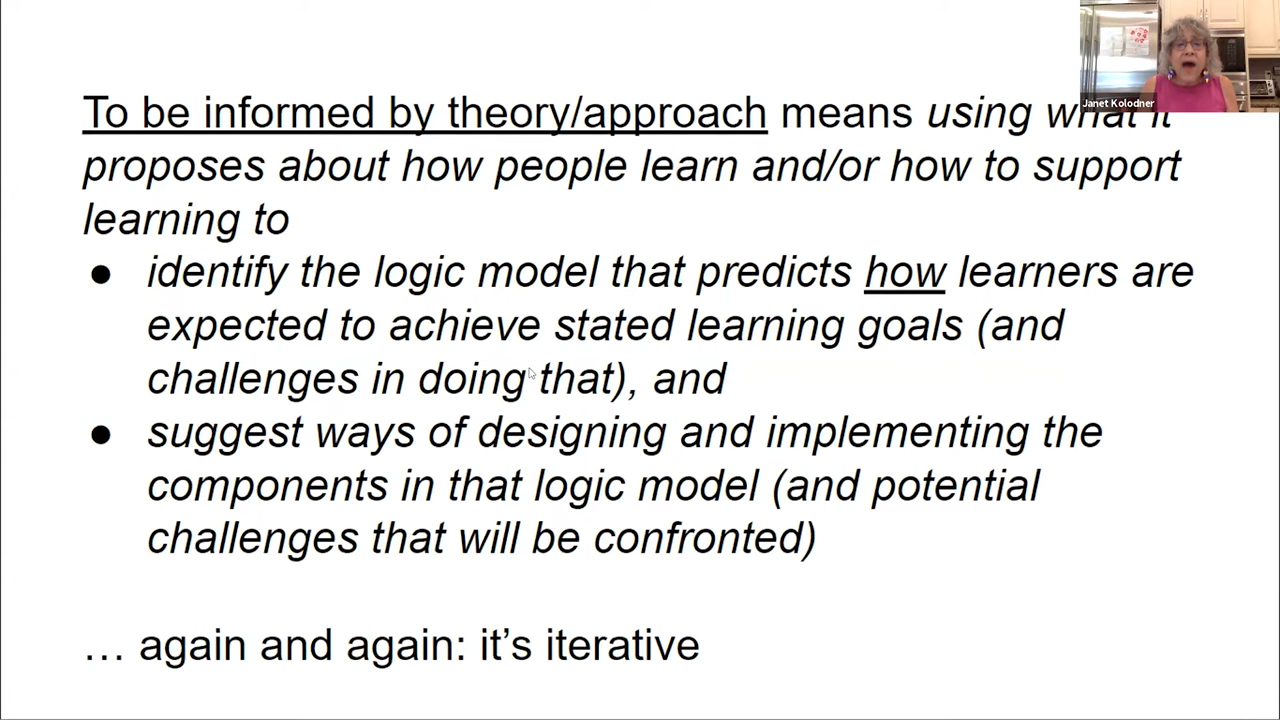 Janet Kolodner
To be informed by theory/approach means using what it
proposes about how people learn and/or how to support
learning to
● identify the logic model that predicts how learners are
expected to achieve stated learning goals (and
challenges in doing that), and
● suggest ways of designing and implementing the
components in that logic model (and potential
challenges that will be confronted)
… again and again: it’s iterative